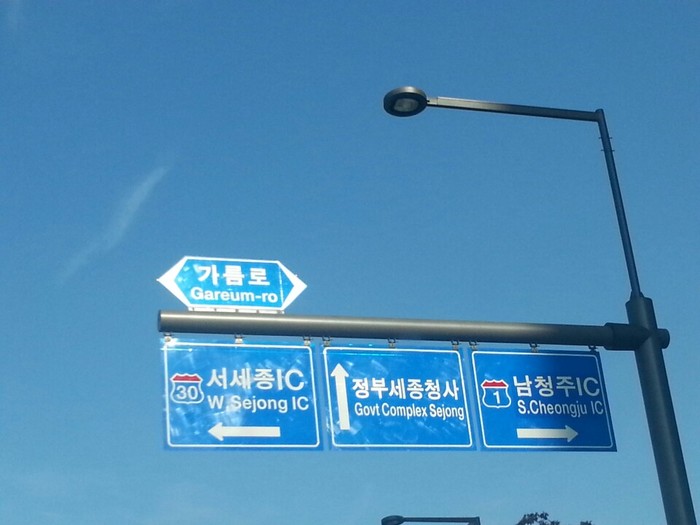 가름로
Gareum-ro
30 서세종IC
W.Sejong IC
정부세종청사
Govt Complex Sejong
1 남청주IC
S.Cheongju IC